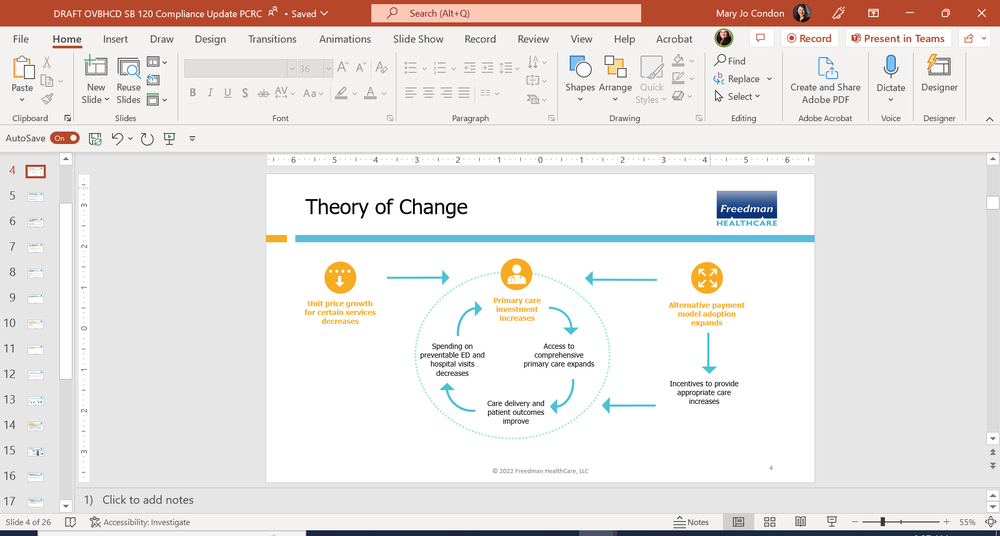 DRAFT OVBHCD SB 120 Compliance Update PCRC • Saved
Search (Alt+Q)
Mary Jo Condon
File Home Insert Draw Design Transitions Animations Slide Show Record Review View Help Acrobat
Record
Present in Teams
Paste
New
Slide
Reuse
Slides
36
B I U S ab AV Aa A
Shapes
Arrange
Quick
Styles
Find
Replace
Select
Create and Share
Adobe PDF
Dictate
Designer
Clipboard
Slides
Font
Paragraph
Drawing
Editing
Adobe Acrobat
Voice
Designer
AutoSave On
6 5 4 3 2 1 0 1 2 3 4 5 6
3
2
1
0
1
2
3
4
5
6
7
8
9
10
11
12
13
14
15
16
17
Theory of Change
Freedman
HEALTHCARE
Unit price growth
for certain services
decreases
Primary care
investment
increases
Alternative payment
model adoption
expands
Spending on
preventable ED and
hospital visits
decreases
Access to
comprehensive
primary care expands
Care delivery and
patient outcomes
improve
Incentives to provide
appropriate care
increases
© 2022 Freedman HealthCare, LLC
4
1) Click to add notes
Slide 4 of 26
Accessibility: Investigate
Notes
55%